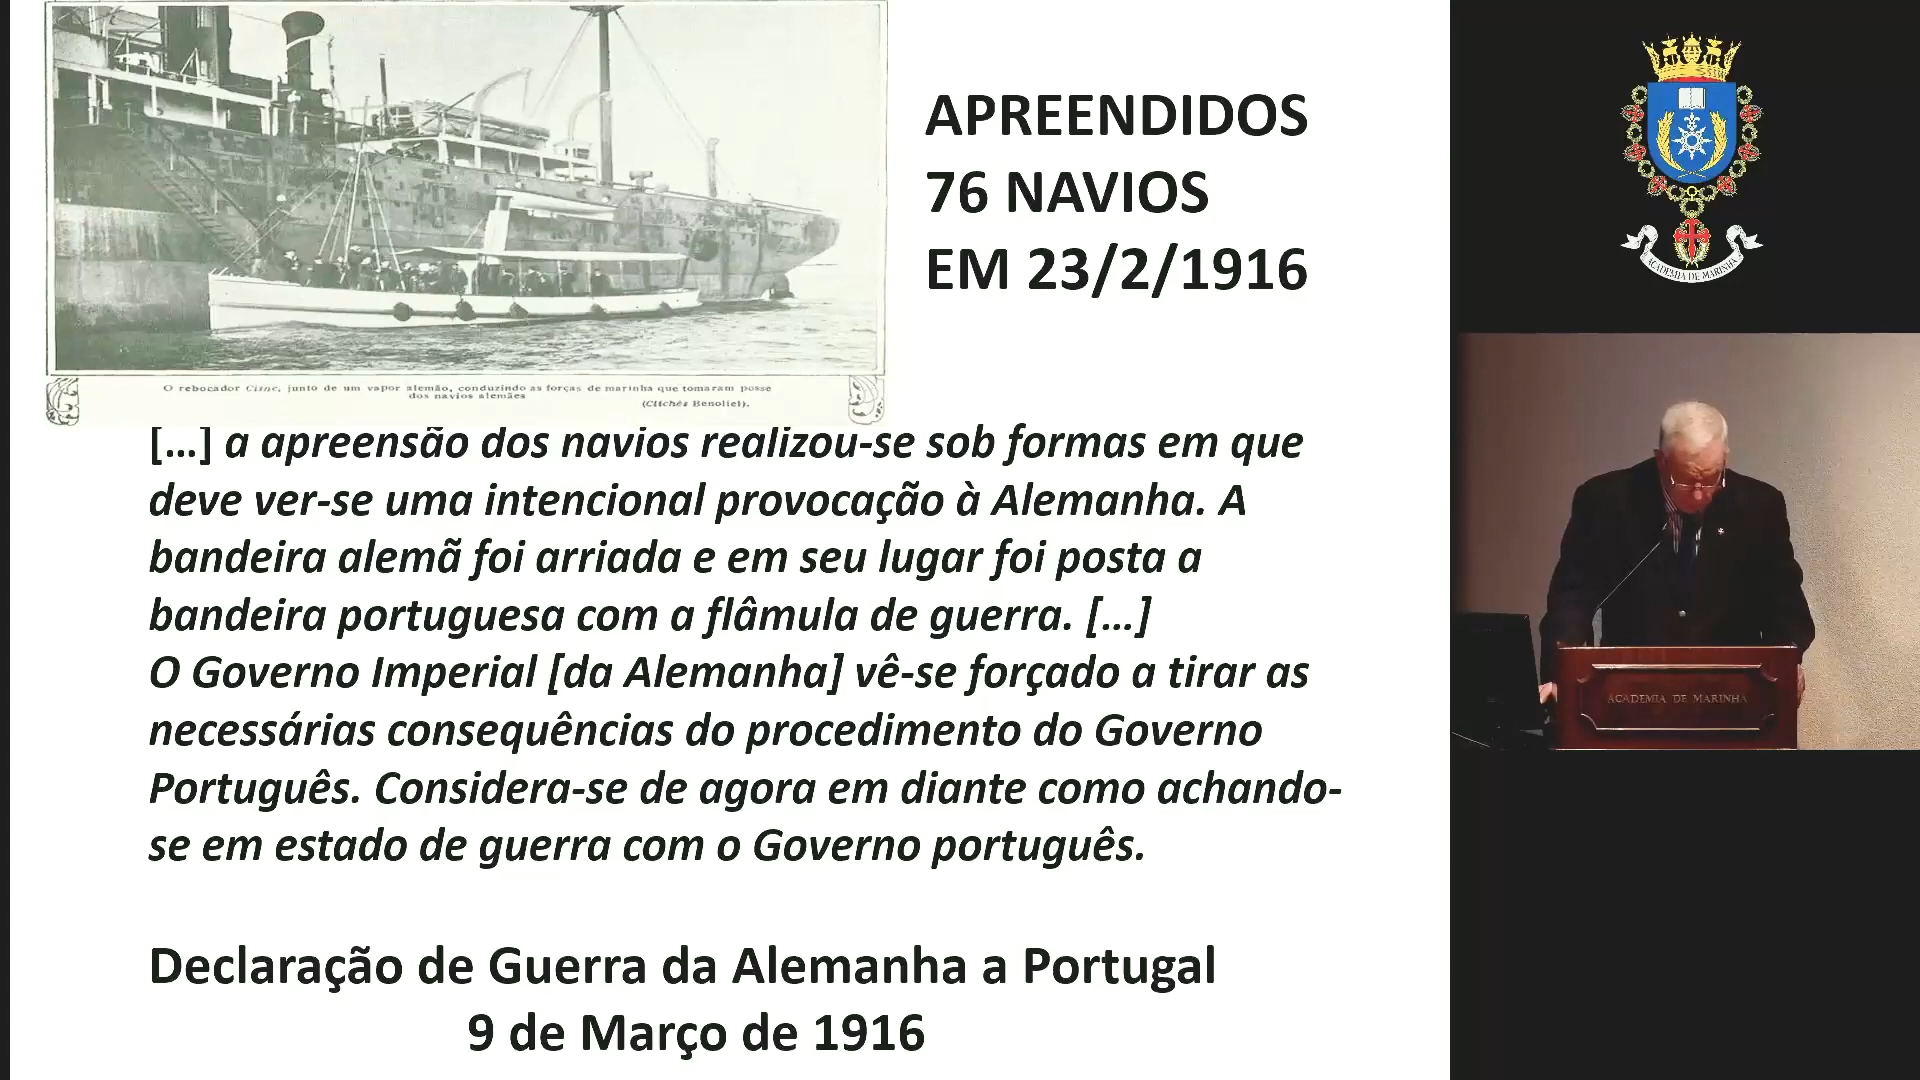 APREENDIDOS
76 NAVIOS
EM 23/2/1916
O rebocador Cisne, junto de um vapor alemão, conduzindo as forças de marinha que tomaram posse
dos navios alemães
(Clichés Benoliel).
[...] a apreensão dos navios realizou-se sob formas em que
deve ver-se uma intencional provocação à Alemanha. A
bandeira alemã foi arriada e em seu lugar foi posta a
bandeira portuguesa com a flâmula de guerra. [...]
O Governo Imperial [da Alemanha] vê-se forçado a tirar as
necessárias consequências do procedimento do Governo
Português. Considera-se de agora em diante como achando-
se em estado de guerra com o Governo português.
Declaração de Guerra da Alemanha a Portugal
9 de Março de 1916
ACADEMIA DE MARINHA
ACADEMIA DE MARINHA